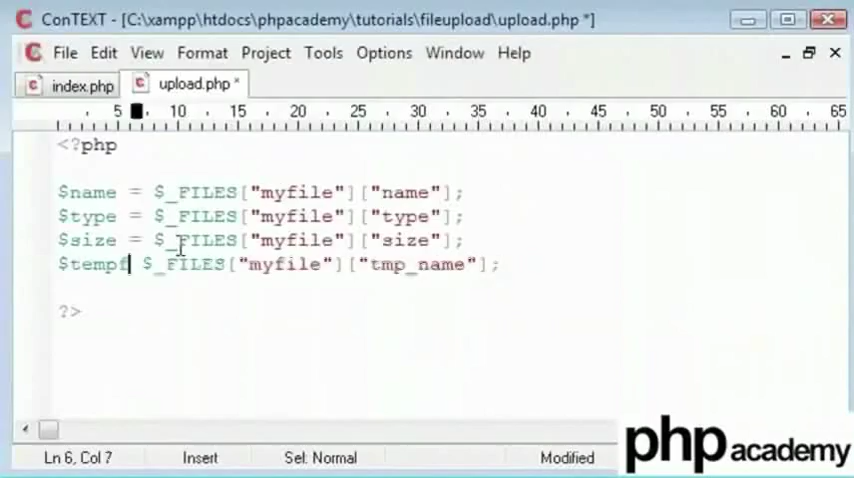 ConTEXT - [C:\xampp\htdocs\phpacademy\tutorials\fileupload\upload.php *]
File Edit View Format Project Tools Options Window Help
index.php upload.php *
5 10 15 20 25 30 35 40 45 50 55 60 65
<?php
$name = $_FILES["myfile"]["name"];
$type = $_FILES["myfile"]["type"];
$size = $_FILES["myfile"]["size"];
$tempf $_FILES["myfile"]["tmp_name"];
?>
Ln 6, Col 7 Insert Sel: Normal Modified
php academy